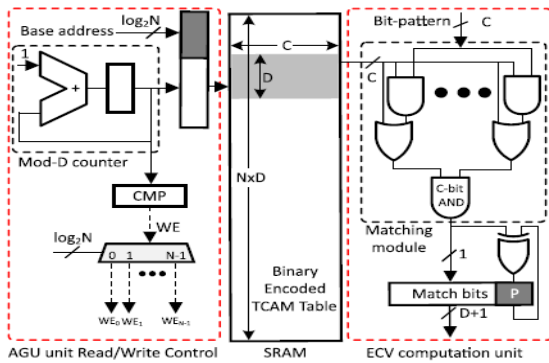 log₂N
Base address
1
+
Mod-D counter
CMP
WE
log₂N
0 1 N-1
WE₀ WE₁ WE_N-1
AGU unit Read/Write Control
C
D
NxD
Binary
Encoded
TCAM Table
SRAM
Bit-pattern C
C
C-bit
AND
Matching
module
1
Match bits P
D+1
ECV computation unit